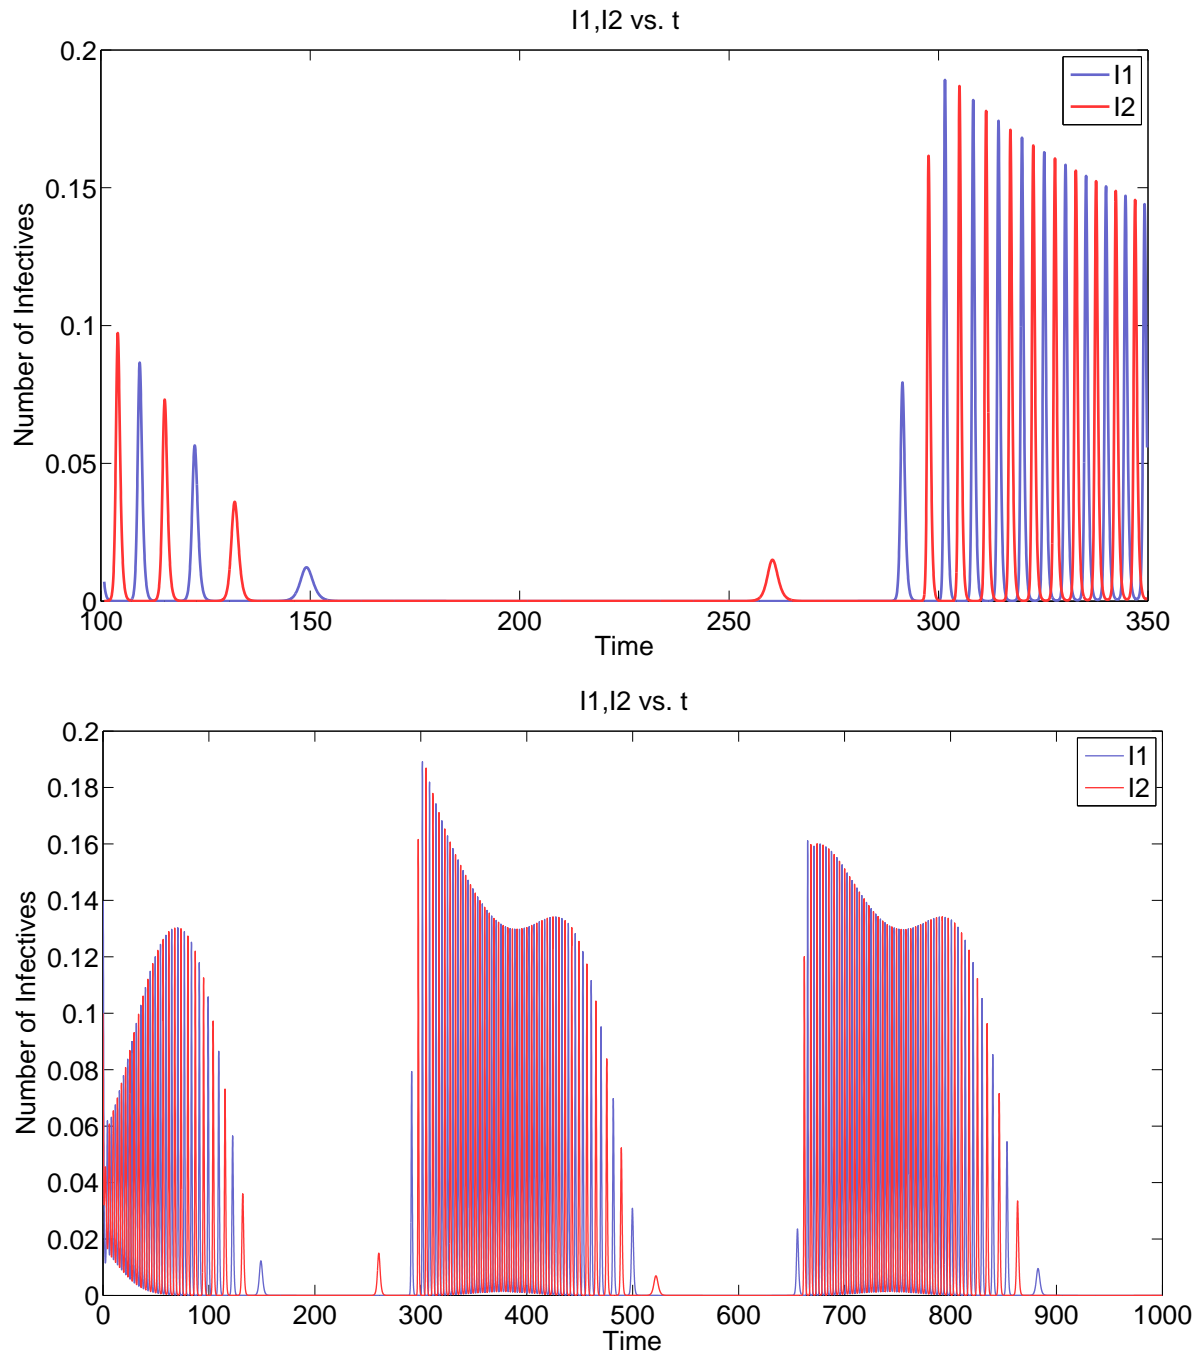 I1,I2 vs. t
0.2
0.15
0.1
0.05
0
Number of Infectives
I1
I2
100 150 200 250 300 350
Time
I1,I2 vs. t
0.2
0.18
0.16
0.14
0.12
0.1
0.08
0.06
0.04
0.02
0
Number of Infectives
I1
I2
0 100 200 300 400 500 600 700 800 900 1000
Time